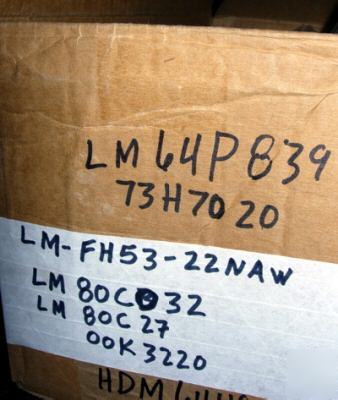 LM64P839
73H7020
LM-FH53-22NAW
LM 80C032
LM 80C27
00K3220